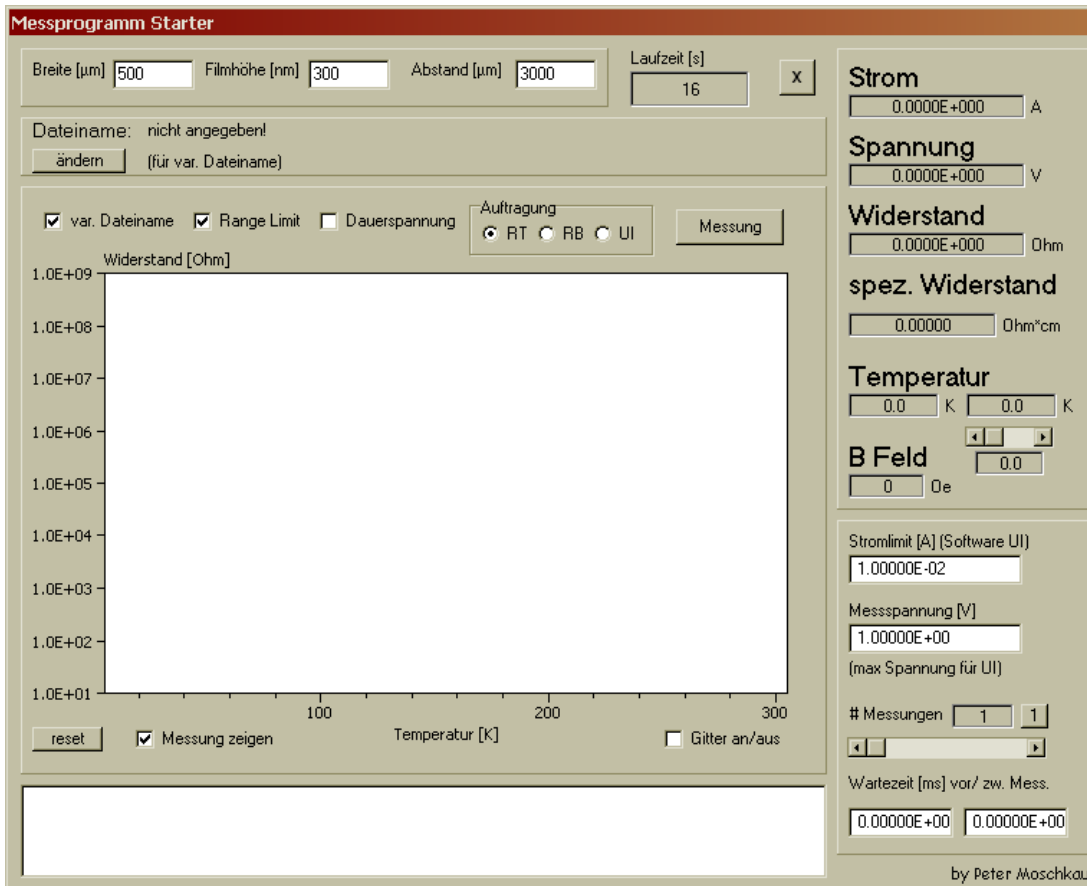 Messprogramm Starter
Breite [µm] 500 Filmhöhe [nm] 300 Abstand [µm] 3000
Laufzeit [s]
16
X
Dateiname: nicht angegeben!
ändern (für var. Dateiname)
var. Dateiname Range Limit Dauerspannung
Auftragung
RT RB UI
Messung
Widerstand [Ohm]
1.0E+09
1.0E+08
1.0E+07
1.0E+06
1.0E+05
1.0E+04
1.0E+03
1.0E+02
1.0E+01
100 200 300
reset Messung zeigen Temperatur [K] Gitter an/aus
Strom
0.0000E+000 A
Spannung
0.0000E+000 V
Widerstand
0.0000E+000 Ohm
spez. Widerstand
0.00000 Ohm*cm
Temperatur
0.0 K 0.0 K
B Feld 0.0
0 Oe
Stromlimit [A] (Software UI)
1.00000E-02
Messspannung [V]
1.00000E+00
(max Spannung für UI)
# Messungen 1 1
Wartezeit [ms] vor/ zw. Mess.
0.00000E+00 0.00000E+00
by Peter Moschkau